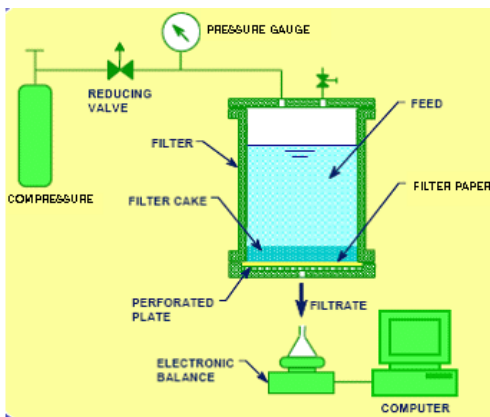 PRESSURE GAUGE
REDUCING
VALVE
FEED
FILTER
FILTER PAPER
COMPRESSURE
FILTER CAKE
PERFORATED
PLATE
FILTRATE
ELECTRONIC
BALANCE
COMPUTER